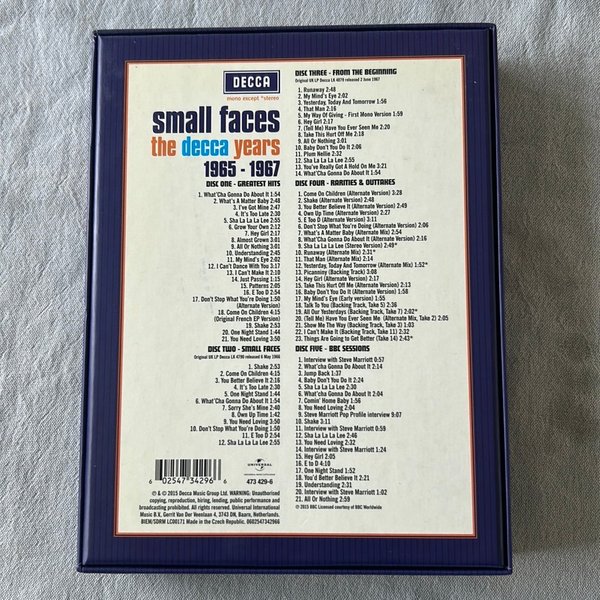 DECCA
mono except *stereo
small faces
the decca years
1965 - 1967
DISC ONE - GREATEST HITS
1. What'Cha Gonna Do About It 1:54
2. What's A Matter Baby 2:48
3. I've Got Mine 2:47
4. It's Too Late 2:30
5. Sha La La La Lee 2:55
6. Grow Your Own 2:12
7. Hey Girl 2:17
8. Almost Grown 3:01
9. All Or Nothing 3:01
10. Understanding 2:45
11. My Mind's Eye 2:02
12. I Can't Dance With You 3:17
13. I Can't Make It 2:10
14. Just Passing 1:15
15. Patterns 2:05
16. E Too D 2:54
17. Don't Stop What You're Doing 1:50
(Alternate Version)
18. Come On Children 4:15
(Original French EP Version)
19. Shake 2:53
20. One Night Stand 1:44
21. You Need Loving 3:50
DISC TWO - SMALL FACES
Original UK LP Decca LK 4790 released 6 May 1966
1. Shake 2:53
2. Come On Children 4:15
3. You Better Believe It 2:16
4. It's Too Late 2:30
5. One Night Stand 1:44
6. What'cha Gonna Do About It 1:54
7. Sorry She's Mine 2:40
8. Own Up Time 1:42
9. You Need Loving 3:50
10. Don't Stop What You're Doing 1:50
11. E Too D 2:54
12. Sha La La La Lee 2:55
DISC THREE - FROM THE BEGINNING
Original UK LP Decca LK 4879 released 2 June 1967
1. Runaway 2:48
2. My Mind's Eye 2:02
3. Yesterday, Today And Tomorrow 1:56
4. That Man 2:16
5. My Way Of Giving - First Mono Version 1:59
6. Hey Girl 2:17
7. (Tell Me) Have You Ever Seen Me 2:20
8. Take This Hurt Off Me 2:18
9. All Or Nothing 3:01
10. Baby Don't You Do It 2:06
11. Plum Nellie 2:32
12. Sha La La La Lee 2:55
13. You've Really Got A Hold On Me 3:21
14. What'Cha Gonna Do About It 1:54
DISC FOUR - RARITIES & OUTTAKES
1. Come On Children (Alternate Version) 3:28
2. Shake (Alternate Version) 2:48
3. You Better Believe It (Alternate Version) 2:49
4. Own Up Time (Alternate Version) 2:27
5. E Too D (Alternate Version) 3:11
6. Don't Stop What You're Doing (Alternate Version) 2:06
7. What's A Matter Baby (Alternate Mix) 2:54
8. What'Cha Gonna Do About It (Alternate Version) 2:16
9. Sha La La La Lee (Stereo Version) 2:49*
10. Runaway (Alternate Mix) 2:31*
11. That Man (Alternate Mix) 2:14
12. Yesterday, Today And Tomorrow (Alternate Mix) 1:52*
13. Picanniny (Backing Track) 3:08
14. Hey Girl (Alternate Version) 2:17
15. Take This Hurt Off Me (Alternate Mix) 2:13
16. Baby Don't You Do It (Alternate Version) 1:58
17. My Mind's Eye (Early version) 1:55
18. Talk To You (Backing Track, Take 5) 2:36
19. All Our Yesterdays (Backing Track, Take 7) 2:02*
20. (Tell Me) Have You Ever Seen Me (Alternate Mix, Take 2) 2:05
21. Show Me The Way (Backing Track, Take 3) 1:03
22. I Can't Make It (Backing Track, Take 11) 2:32
23. Things Are Going to Get Better (Take 14) 2:43*
DISC FIVE - BBC SESSIONS
1. Interview with Steve Marriott 0:57
2. What'cha Gonna Do About It 2:14
3. Jump Back 1:37
4. Baby Don't You Do It 2:24
5. Sha La La La Lee 2:30
6. What'cha Gonna Do About It 2:04
7. Comin' Home Baby 1:56
8. You Need Loving 2:04
9. Steve Marriott Pop Profile interview 9:07
10. Shake 3:11
11. Interview with Steve Marriott 0:59
12. Sha La La La Lee 2:46
13. You Need Loving 2:32
14. Interview with Steve Marriott 1:24
15. Hey Girl 2:05
16. E to D 4:10
17. One Night Stand 1:52
18. You'd Better Believe It 2:21
19. Understanding 2:31
20. Interview with Steve Marriott 1:02
21. All or Nothing 2:59
℗ 2015 BBC Licensed courtesy of BBC Worldwide
6 02547 34296 6
UNIVERSAL
473 429-6
℗ & © 2015 Decca Music Group Ltd. WARNING: Unauthorised
copying, reproduction, hiring, lending, public performance and
broadcasting prohibited. All rights reserved. Universal International
Music B.V., Gerrit Van Der Veenlaan 4, 3743 DN, Baarn, Netherlands.
BIEM/SDRM LC00171 Made in the Czech Republic. 0602547342966